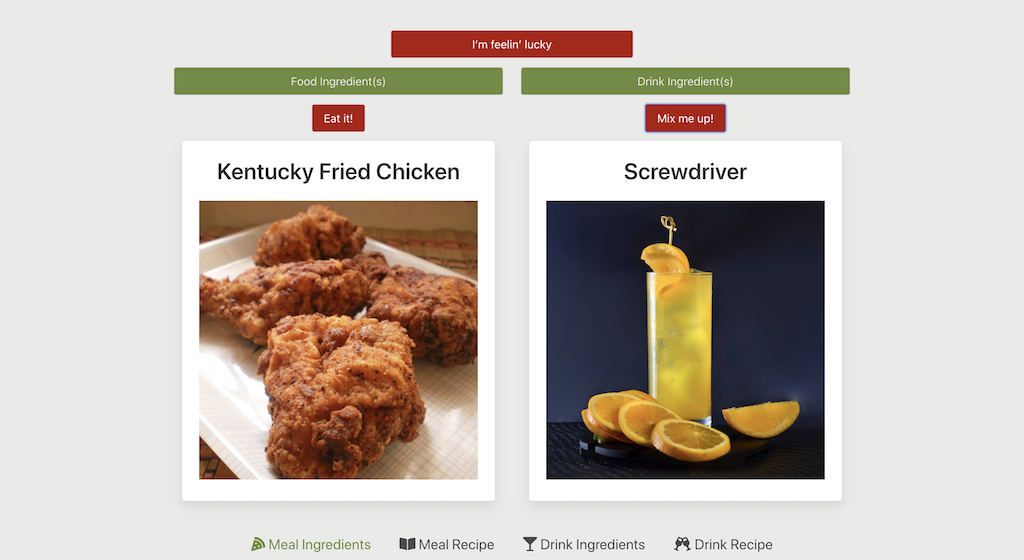 I'm feelin' lucky
Food Ingredient(s)
Drink Ingredient(s)
Eat it!
Mix me up!
Kentucky Fried Chicken
Screwdriver
Meal Ingredients
Meal Recipe
Drink Ingredients
Drink Recipe